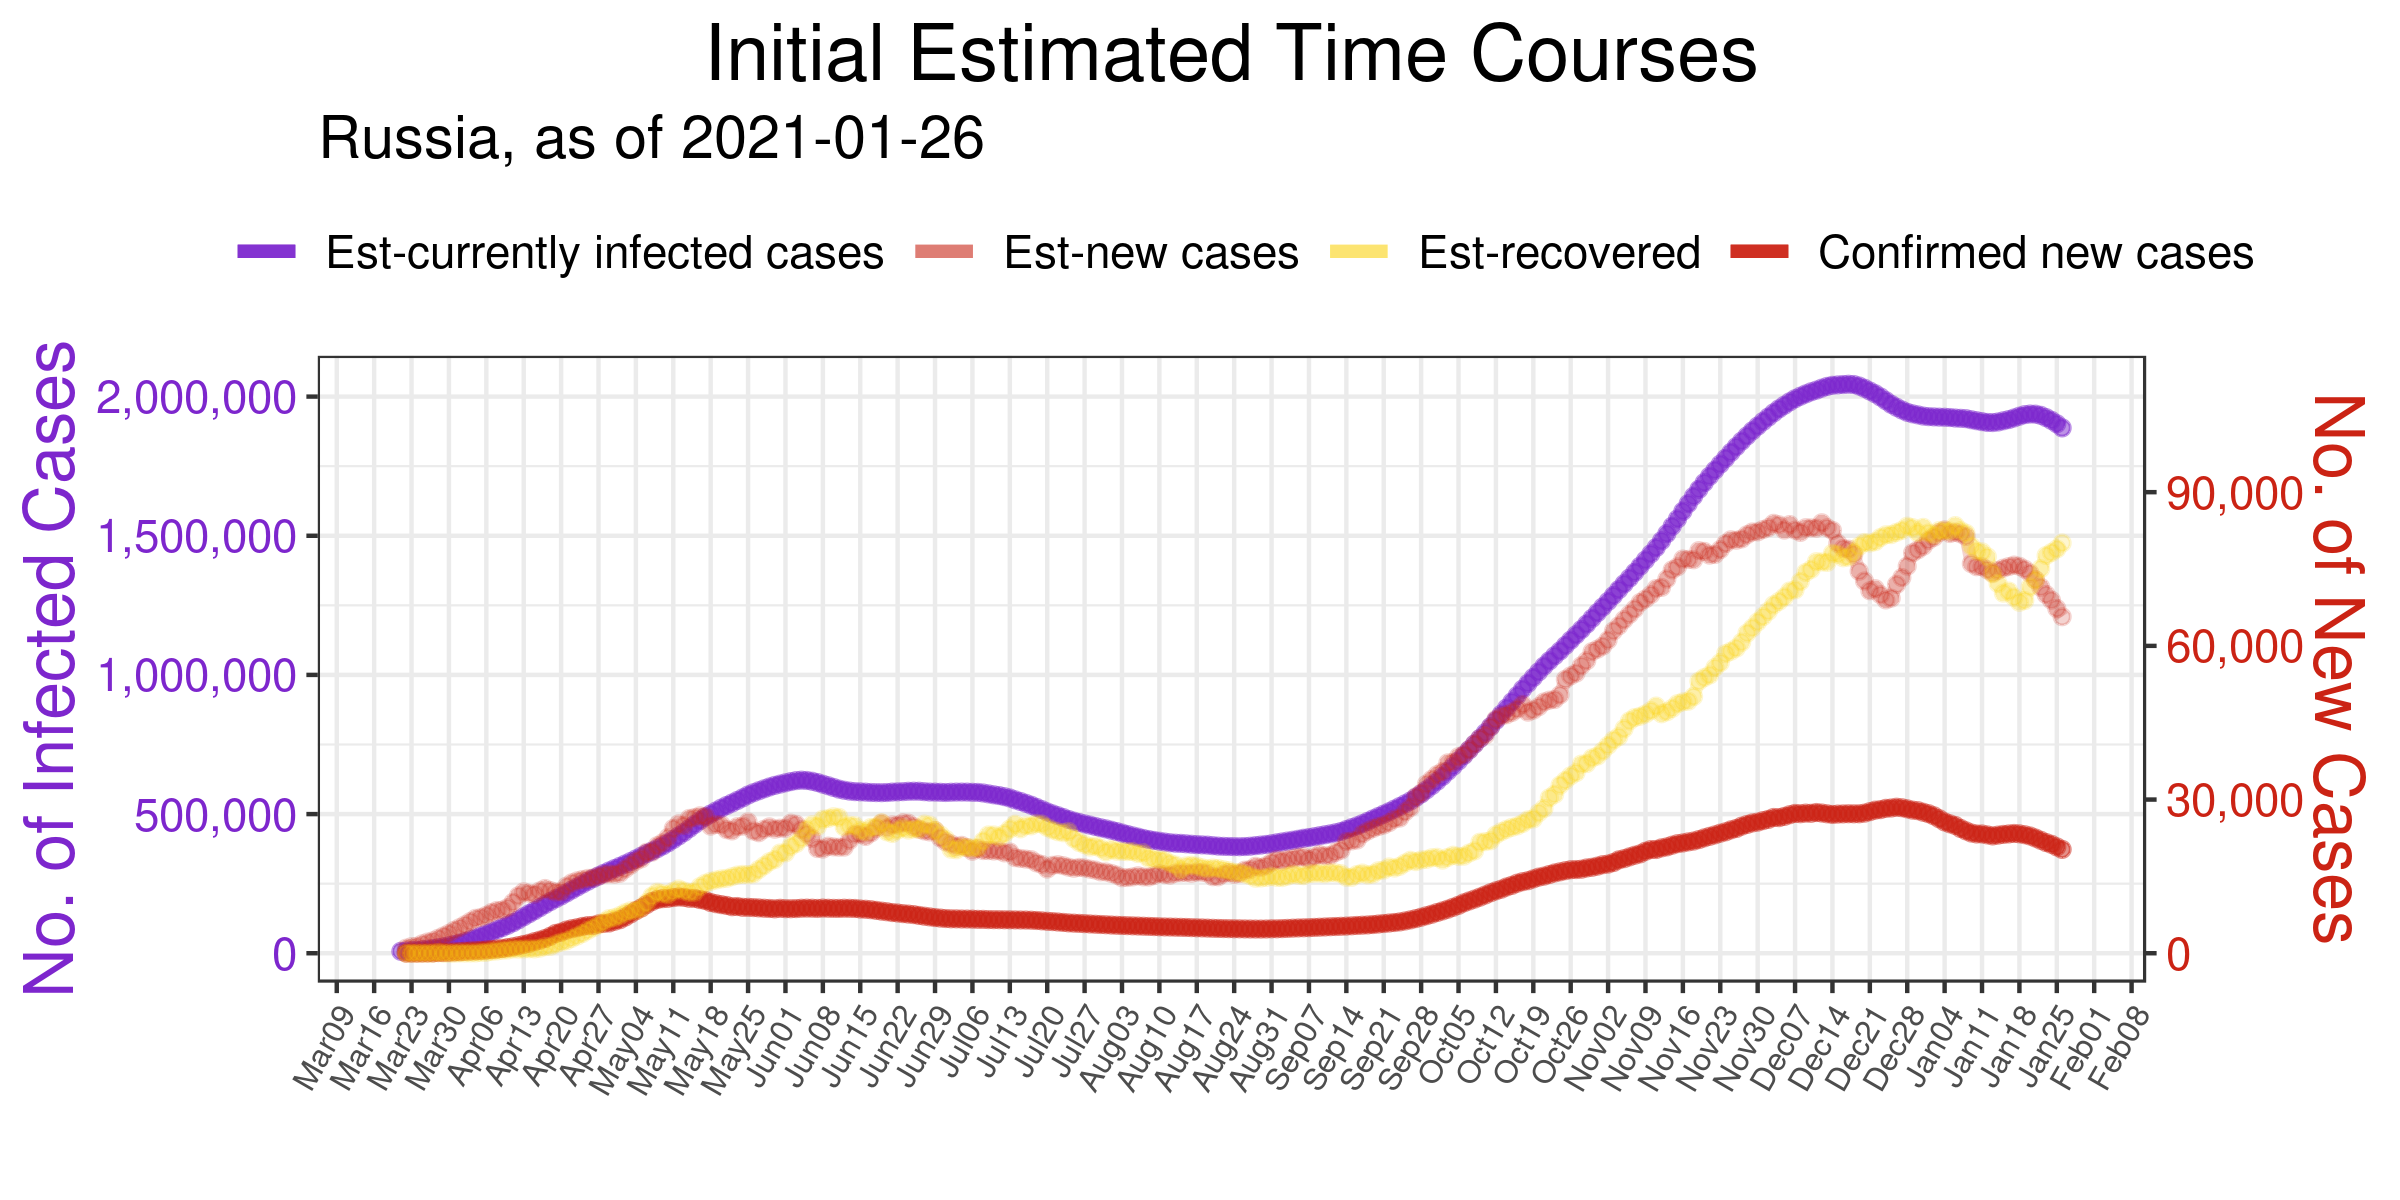 Initial Estimated Time Courses
Russia, as of 2021-01-26
Est-currently infected cases
Est-new cases
Est-recovered
Confirmed new cases
No. of Infected Cases
2,000,000
1,500,000
1,000,000
500,000
0
No. of New Cases
90,000
60,000
30,000
0
Mar09
Mar16
Mar23
Mar30
Apr06
Apr13
Apr20
Apr27
May04
May11
May18
May25
Jun01
Jun08
Jun15
Jun22
Jun29
Jul06
Jul13
Jul20
Jul27
Aug03
Aug10
Aug17
Aug24
Aug31
Sep07
Sep14
Sep21
Sep28
Oct05
Oct12
Oct19
Oct26
Nov02
Nov09
Nov16
Nov23
Nov30
Dec07
Dec14
Dec21
Dec28
Dec04
Jan11
Jan18
Jan18
Jan25
Feb01
Feb08